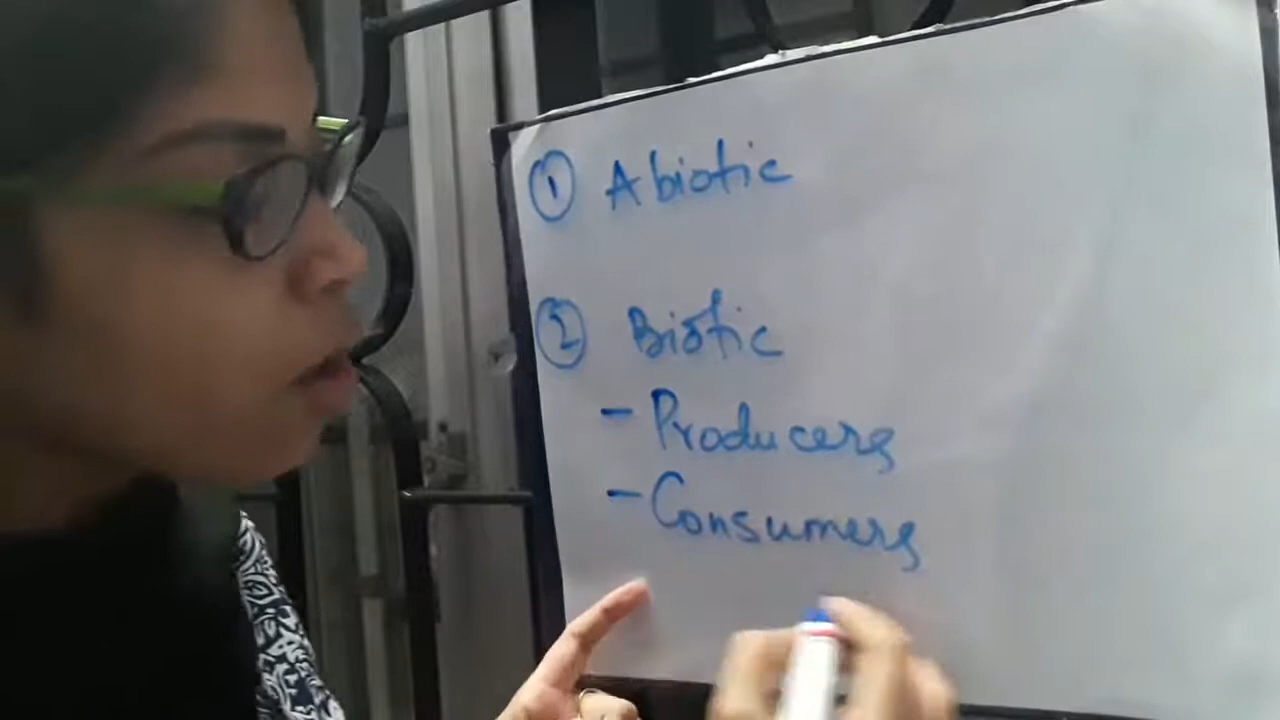 ① Abiotic
② Biotic
- Producers
- Consumers